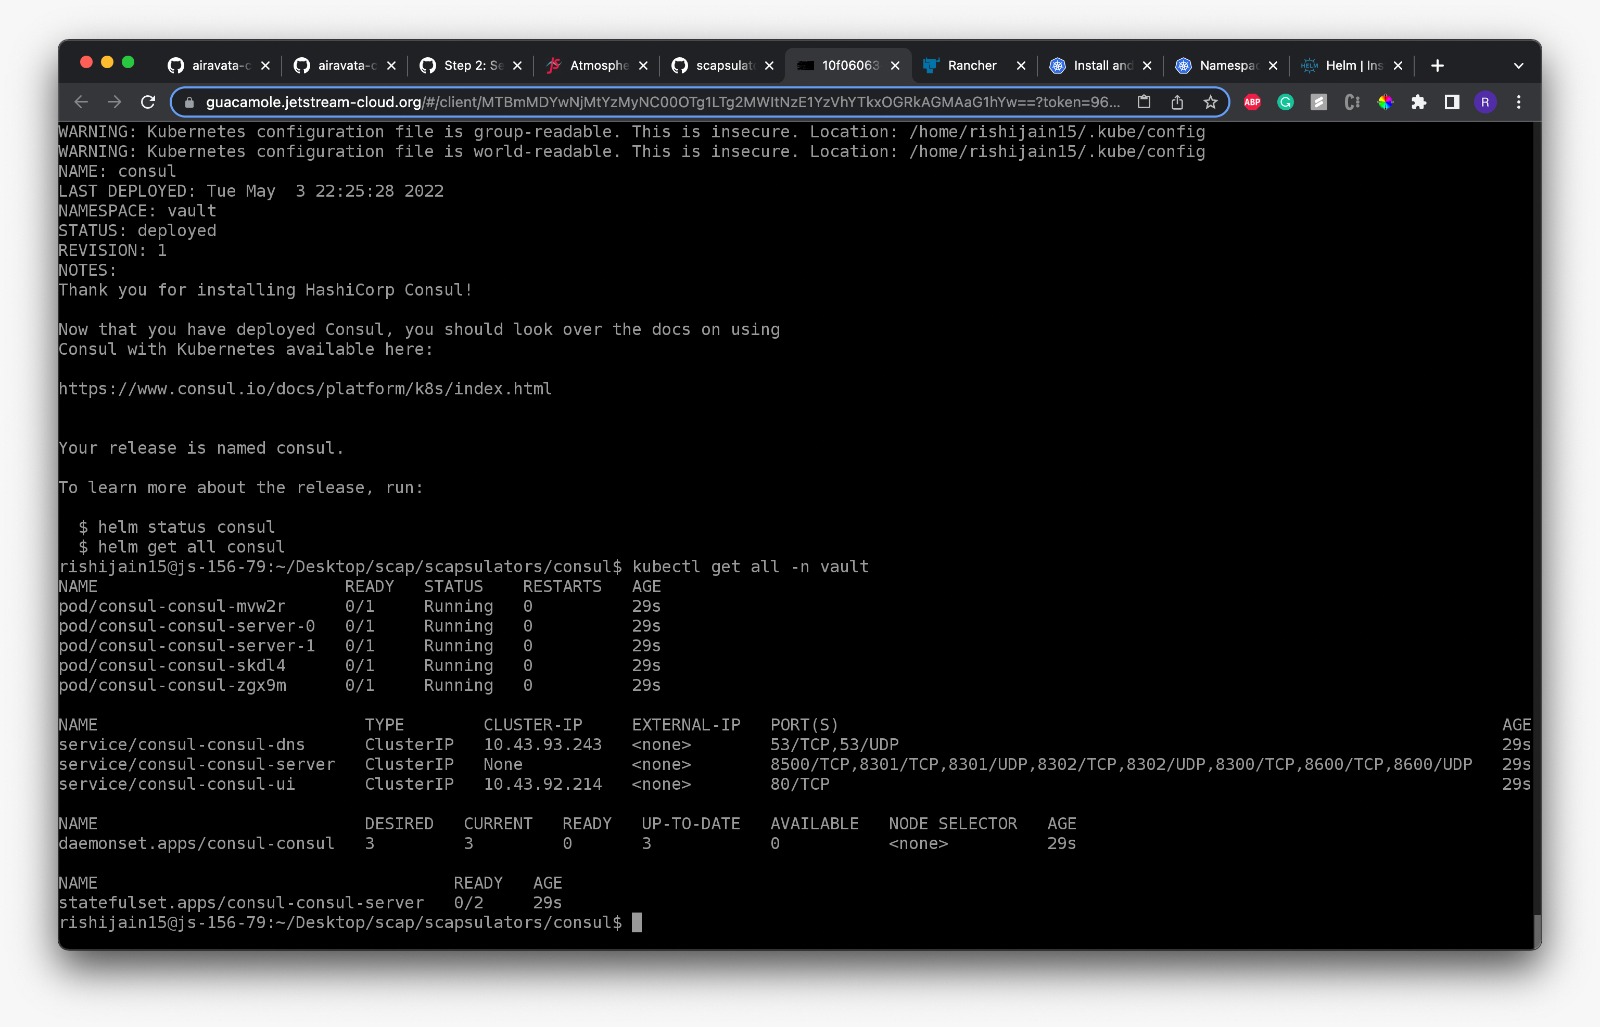 airavata-c
airavata-c
Step 2: Se
Atmosphe
scapsulat
10f06063
Rancher
Install and
Namespac
Helm | Ins
guacamole.jetstream-cloud.org/#/client/MTBmMDYwNjMtYzMyNC00OTg1LTg2MWItNzE1YzVhYTkxOGRkAGMAaG1hYw==?token=96...
ABP
R
WARNING: Kubernetes configuration file is group-readable. This is insecure. Location: /home/rishijain15/.kube/config
WARNING: Kubernetes configuration file is world-readable. This is insecure. Location: /home/rishijain15/.kube/config
NAME: consul
LAST DEPLOYED: Tue May  3 22:25:28 2022
NAMESPACE: vault
STATUS: deployed
REVISION: 1
NOTES:
Thank you for installing HashiCorp Consul!
Now that you have deployed Consul, you should look over the docs on using
Consul with Kubernetes available here:
https://www.consul.io/docs/platform/k8s/index.html
Your release is named consul.
To learn more about the release, run:
$ helm status consul
$ helm get all consul
rishijain15@js-156-79:~/Desktop/scap/scapsulators/consul$ kubectl get all -n vault
NAME READY STATUS RESTARTS AGE
pod/consul-consul-mvw2r 0/1 Running 0 29s
pod/consul-consul-server-0 0/1 Running 0 29s
pod/consul-consul-server-1 0/1 Running 0 29s
pod/consul-consul-skdl4 0/1 Running 0 29s
pod/consul-consul-zgx9m 0/1 Running 0 29s
NAME TYPE CLUSTER-IP EXTERNAL-IP PORT(S) AGE
service/consul-consul-dns ClusterIP 10.43.93.243 <none> 53/TCP,53/UDP 29s
service/consul-consul-server ClusterIP None <none> 8500/TCP,8301/TCP,8301/UDP,8302/TCP,8302/UDP,8300/TCP,8600/TCP,8600/UDP 29s
service/consul-consul-ui ClusterIP 10.43.92.214 <none> 80/TCP 29s
NAME DESIRED CURRENT READY UP-TO-DATE AVAILABLE NODE SELECTOR AGE
daemonset.apps/consul-consul 3 3 0 3 0 <none> 29s
NAME READY AGE
statefulset.apps/consul-consul-server 0/2 29s
rishijain15@js-156-79:~/Desktop/scap/scapsulators/consul$